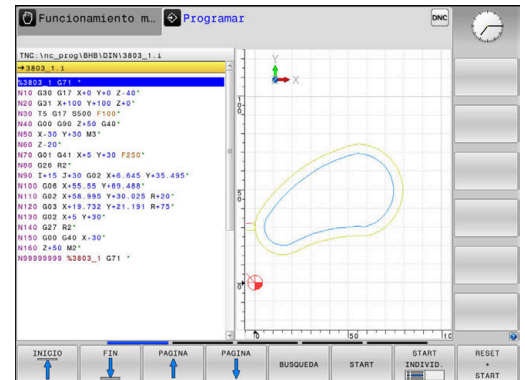 Funcionamiento m... Programar
DNC
TNC:\nc_prog\BHB\DIN\3803_1.i
→3803_1.i
%3803_1 G71 *
N10 G30 G17 X+0 Y+0 Z-40*
N20 G31 X+100 Y+100 Z+0*
N30 T5 G17 S500 F100*
N40 G00 G90 Z+50 G40*
N50 X-30 Y+30 M3*
N60 Z-20*
N70 G01 G41 X+5 Y+30 F250*
N80 G26 R2*
N90 I+15 J+30 G02 X+6.645 Y+35.495*
N100 G06 X+55.55 Y+69.488*
N110 G02 X+58.995 Y+30.025 R+20*
N120 G03 X+19.732 Y+21.191 R+75*
N130 G02 X+5 Y+30*
N140 G27 R2*
N150 G00 G40 X-30*
N160 Z+50 M2*
N99999999 %3803_1 G71 *
Y
X
100
50
0
0
50
INICIO
FIN
PAGINA
PAGINA
BUSQUEDA
START
START
INDIVID.
RESET
+
START